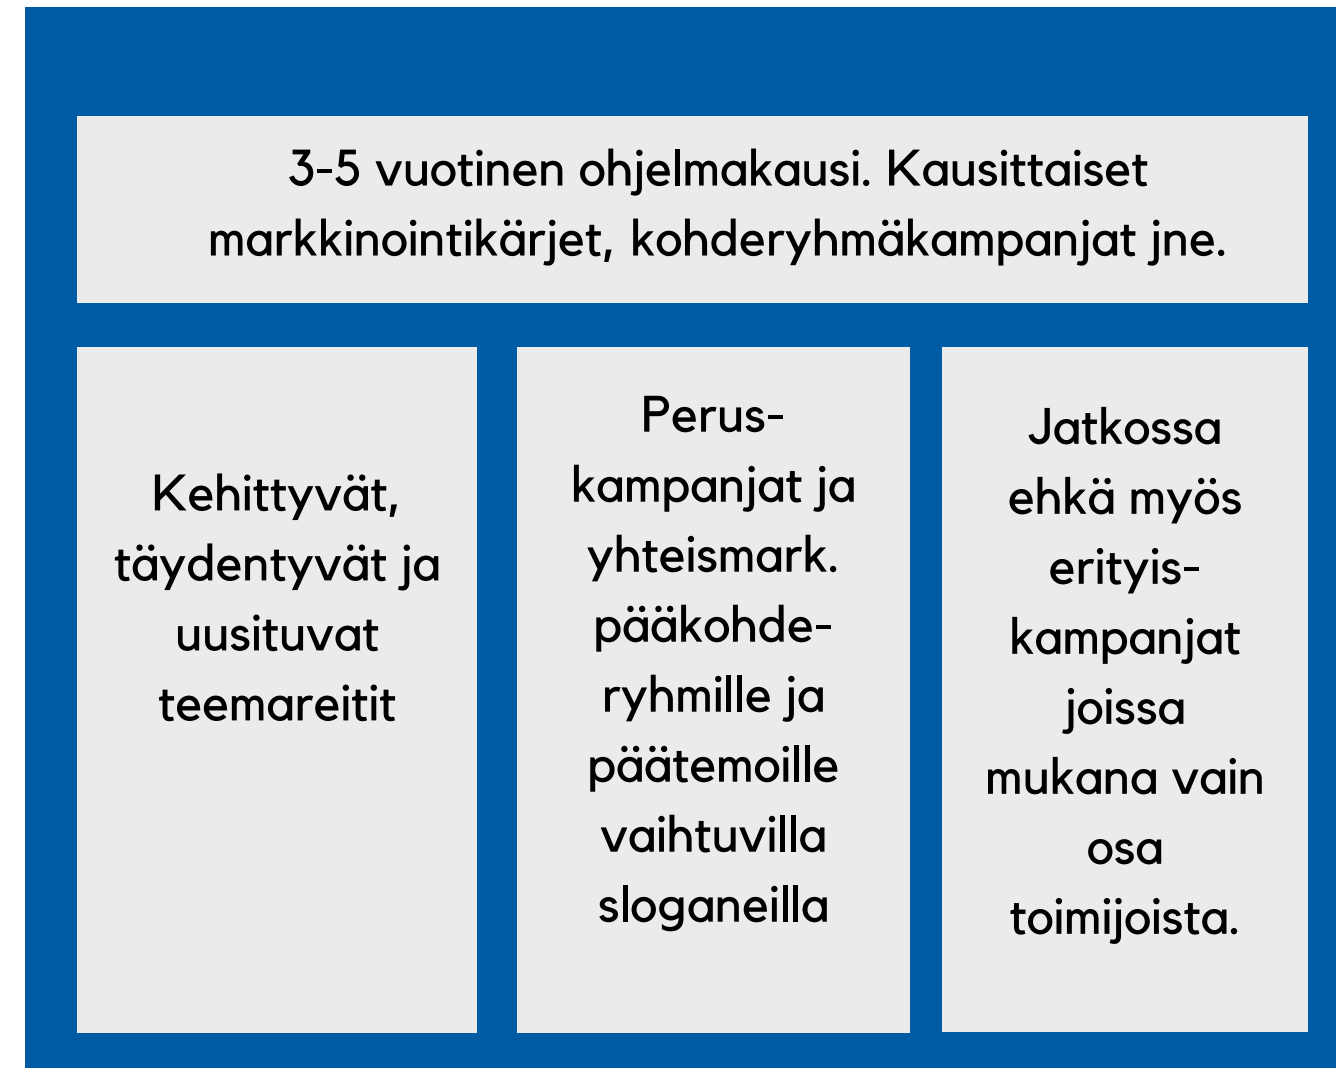 3-5 vuotinen ohjelmakausi. Kausittaiset
markkinointikärjet, kohderyhmäkampanjat jne.
Kehittyvät,
täydentyvät ja
uusituvat
teemareitit
Perus-
kampanjat ja
yhteismark.
pääkohde-
ryhmille ja
päätemoille
vaihtuvilla
sloganeilla
Jatkossa
ehkä myös
erityis-
kampanjat
joissa
mukana vain
osa
toimijoista.